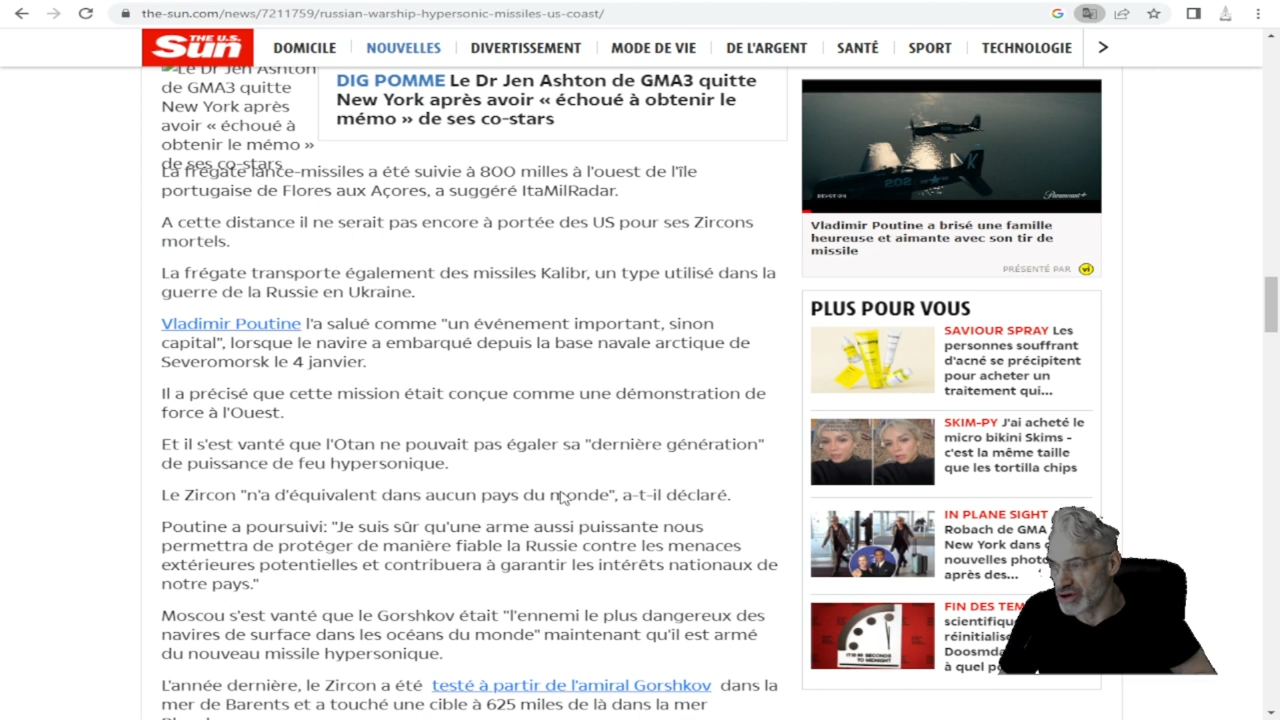 the-sun.com/news/7211759/russian-warship-hypersonic-missiles-us-coast/
THE U.S.
Sun
DOMICILE
NOUVELLES
DIVERTISSEMENT
MODE DE VIE
DE L'ARGENT
SANTÉ
SPORT
TECHNOLOGIE
Le Dr Jen Ashton
de GMA3 quitte
New York après
avoir « échoué à
obtenir le mémo »
de ses co-stars
DIG POMME Le Dr Jen Ashton de GMA3 quitte
New York après avoir « échoué à obtenir le
mémo » de ses co-stars
La frégate lance-missiles a été suivie à 800 milles à l'ouest de l'île
portugaise de Flores aux Açores, a suggéré ItaMilRadar.
A cette distance il ne serait pas encore à portée des US pour ses Zircons
mortels.
La frégate transporte également des missiles Kalibr, un type utilisé dans la
guerre de la Russie en Ukraine.
Vladimir Poutine l'a salué comme "un événement important, sinon
capital", lorsque le navire a embarqué depuis la base navale arctique de
Severomorsk le 4 janvier.
Il a précisé que cette mission était conçue comme une démonstration de
force à l'Ouest.
Et il s'est vanté que l'Otan ne pouvait pas égaler sa "dernière génération"
de puissance de feu hypersonique.
Le Zircon "n'a d'équivalent dans aucun pays du monde", a-t-il déclaré.
Poutine a poursuivi: "Je suis sûr qu'une arme aussi puissante nous
permettra de protéger de manière fiable la Russie contre les menaces
extérieures potentielles et contribuera à garantir les intérêts nationaux de
notre pays."
Moscou s'est vanté que le Gorshkov était "l'ennemi le plus dangereux des
navires de surface dans les océans du monde" maintenant qu'il est armé
du nouveau missile hypersonique.
L'année dernière, le Zircon a été testé à partir de l'amiral Gorshkov dans la
mer de Barents et a touché une cible à 625 miles de là dans la mer
202
K
Paramount+
Vladimir Poutine a brisé une famille
heureuse et aimante avec son tir de
missile
PRÉSENTÉ PAR
vi
PLUS POUR VOUS
SAVIOUR SPRAY Les
personnes souffrant
d'acné se précipitent
pour acheter un
traitement qui...
SKIM-PY J'ai acheté le
micro bikini Skims -
c'est la même taille
que les tortilla chips
IN PLANE SIGHT
Robach de GMA
New York dans
nouvelles
après des...
FIN DES
IT IS 90 SECONDS
TO MIDNIGHT
à quel